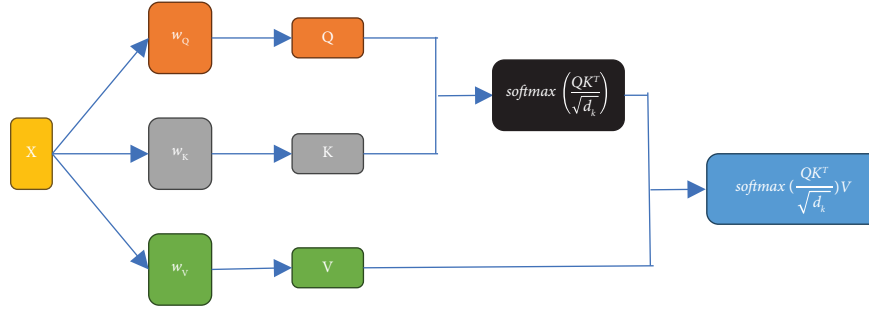 X
w_Q
Q
w_K
K
w_V
V
softmax (QK^T / √d_k)
softmax (QK^T / √d_k)V